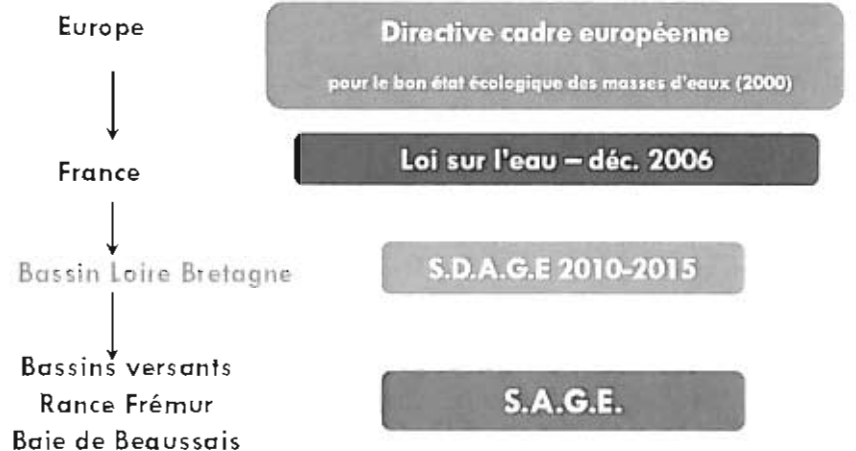 Europe
Directive cadre européenne
pour le bon état écologique des masses d'eaux (2000)
Loi sur l'eau – déc. 2006
France
Bassin Loire Bretagne
S.D.A.G.E 2010-2015
Bassins versants
Rance Frémur
Baie de Beaussais
S.A.G.E.